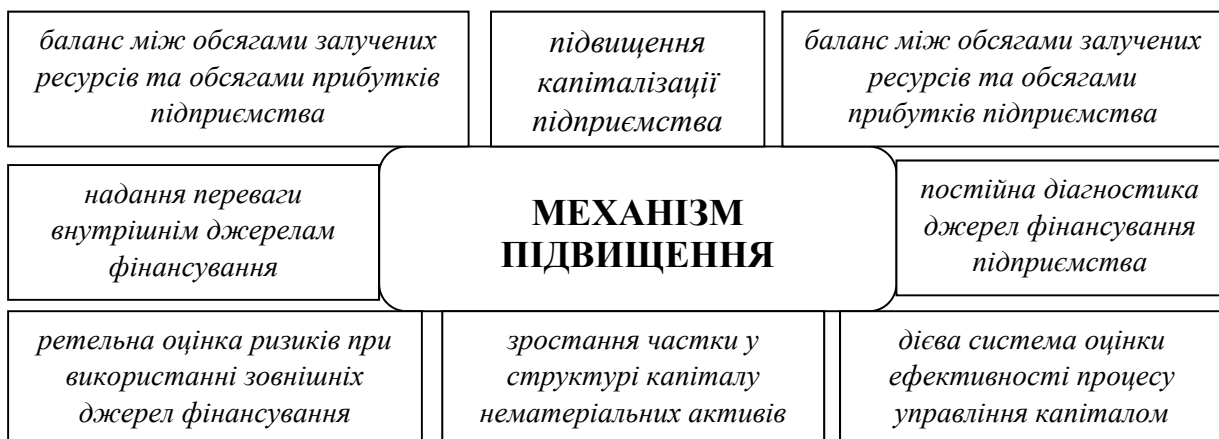 баланс між обсягами залучених
ресурсів та обсягами прибутків
підприємства
підвищення
капіталізації
підприємства
баланс між обсягами залучених
ресурсів та обсягами
прибутків підприємства
надання переваги
внутрішнім джерелам
фінансування
МЕХАНІЗМ
ПІДВИЩЕННЯ
постійна діагностика
джерел фінансування
підприємства
ретельна оцінка ризиків при
використанні зовнішніх
джерел фінансування
зростання частки у
структурі капіталу
нематеріальних активів
дієва система оцінки
ефективності процесу
управління капіталом